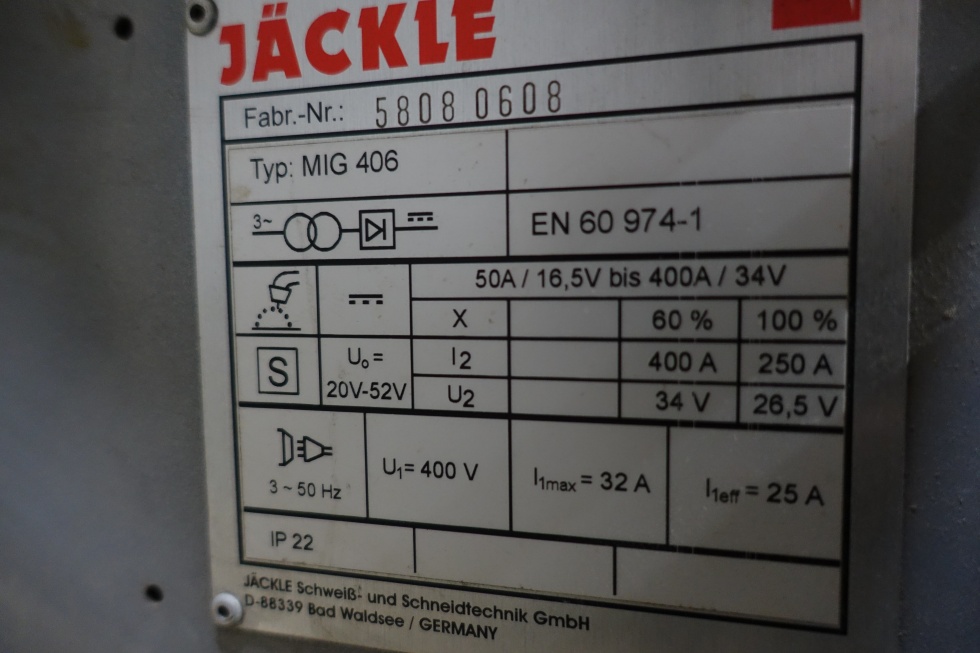 JÄCKLE
Fabr.-Nr.: 5808 0608
Typ: MIG 406
3~
EN 60 974-1
50A / 16,5V bis 400A / 34V
X 60 % 100 %
S U₀= 20V-52V
I2 400 A 250 A
U2 34 V 26,5 V
3 ~ 50 Hz
U₁= 400 V
I₁max = 32 A
I₁eff = 25 A
IP 22
JÄCKLE Schweiß- und Schneidtechnik GmbH
D-88339 Bad Waldsee / GERMANY